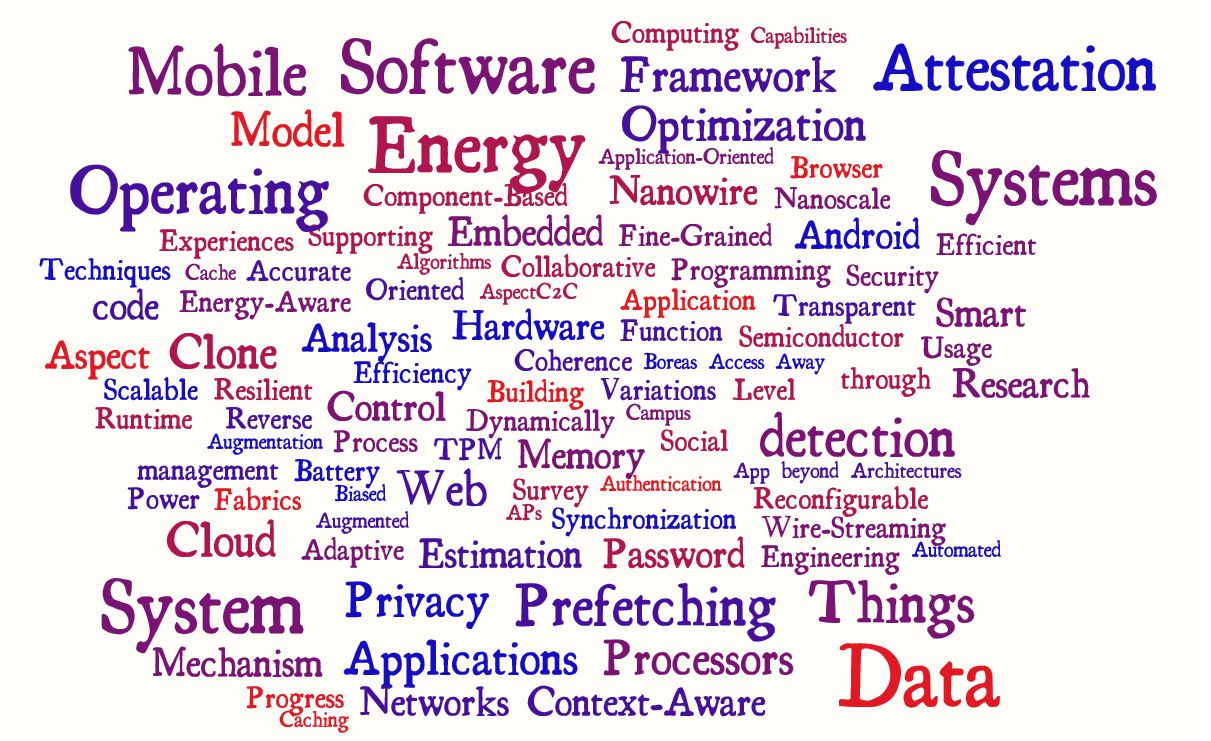 Computing Capabilities
Mobile Software Framework Attestation
Model Energy Optimization
Application-Oriented Browser
Operating Component-Based Nanowire Nanoscale Systems
Experiences Supporting Embedded Fine-Grained Android Efficient
Techniques Cache Accurate Algorithms Collaborative Programming Security
code Energy-Aware Oriented AspectC2C Application Transparent Smart
Analysis Hardware Function Semiconductor Usage
Aspect Clone Efficiency Coherence Boreas Access Away
Scalable Resilient Building Variations Level through Research
Runtime Reverse Control Dynamically Campus
Augmentation Process TPM Memory Social detection
management Battery App beyond Architectures
Power Fabrics Biased Web Survey Authentication Reconfigurable
Augmented APs Synchronization Wire-Streaming
Cloud Adaptive Estimation Password Engineering Automated
System Privacy Prefetching Things
Mechanism Applications Processors Data
Progress Networks Context-Aware
Caching